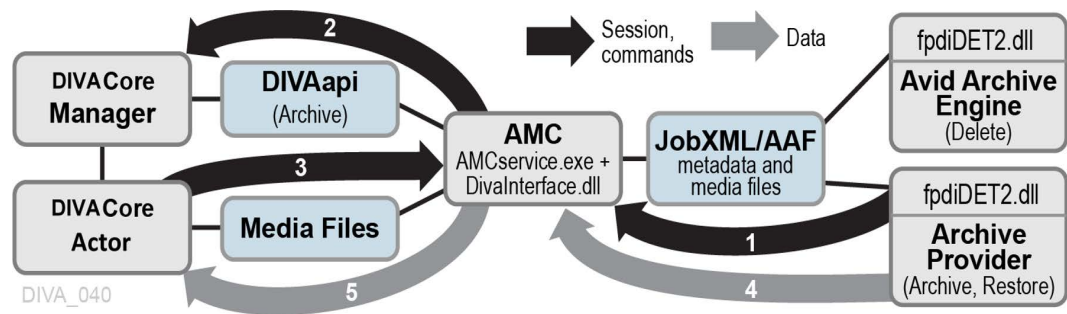 2
Session,
commands
Data
fpdiDET2.dll
Avid Archive
Engine
(Delete)
DIVACore
Manager
DIVAapi
(Archive)
AMC
AMCservice.exe +
DivaInterface.dll
JobXML/AAF
metadata and
media files
3
DIVACore
Actor
Media Files
1
fpdiDET2.dll
Archive
Provider
(Archive, Restore)
DIVA_040
5
4